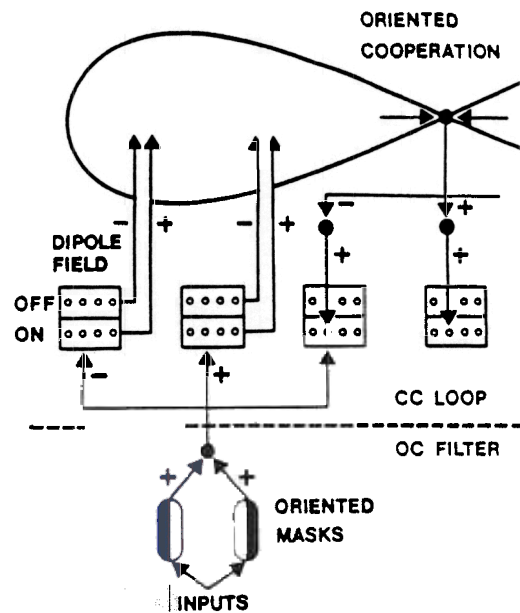 ORIENTED
COOPERATION
- + - +
- +
+ +
DIPOLE
FIELD
OFF
ON
- +
CC LOOP
OC FILTER
+ +
ORIENTED
MASKS
INPUTS